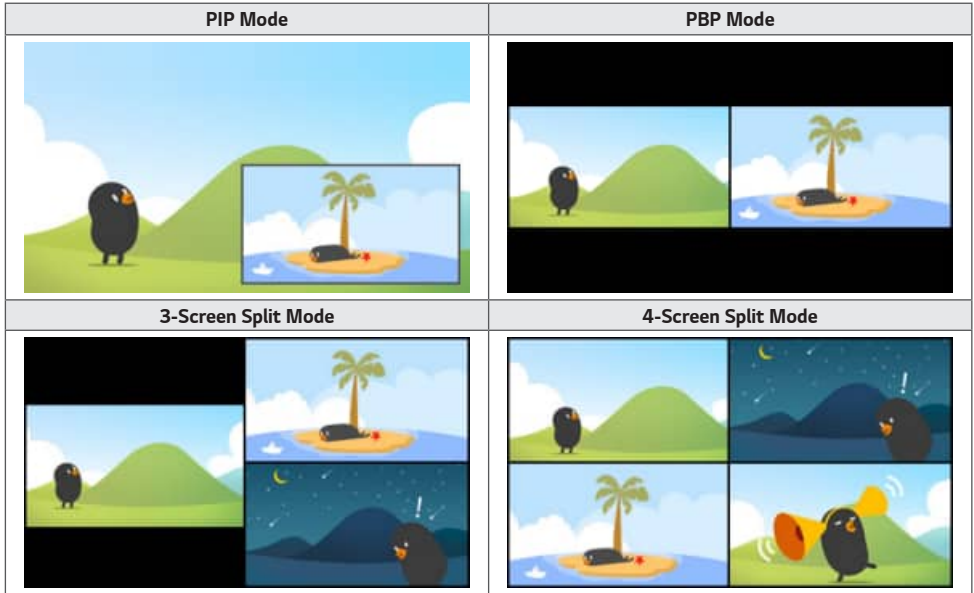 PIP Mode
PBP Mode
3-Screen Split Mode
4-Screen Split Mode